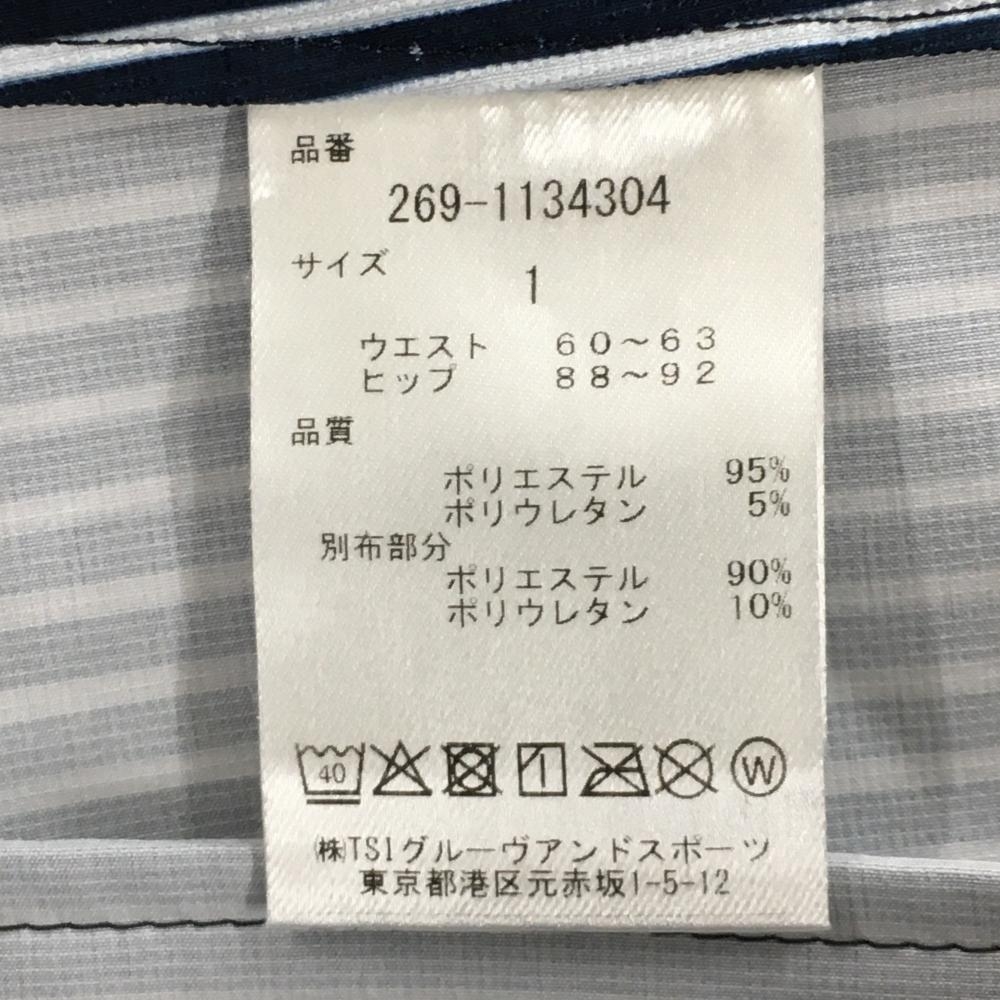 品番
269-1134304
サイズ
1
ウエスト 60～63
ヒップ 88～92
品質
ポリエステル 95%
ポリウレタン 5%
別布部分
ポリエステル 90%
ポリウレタン 10%
40
W
㈱TSIグルーヴアンドスポーツ
東京都港区元赤坂1-5-12